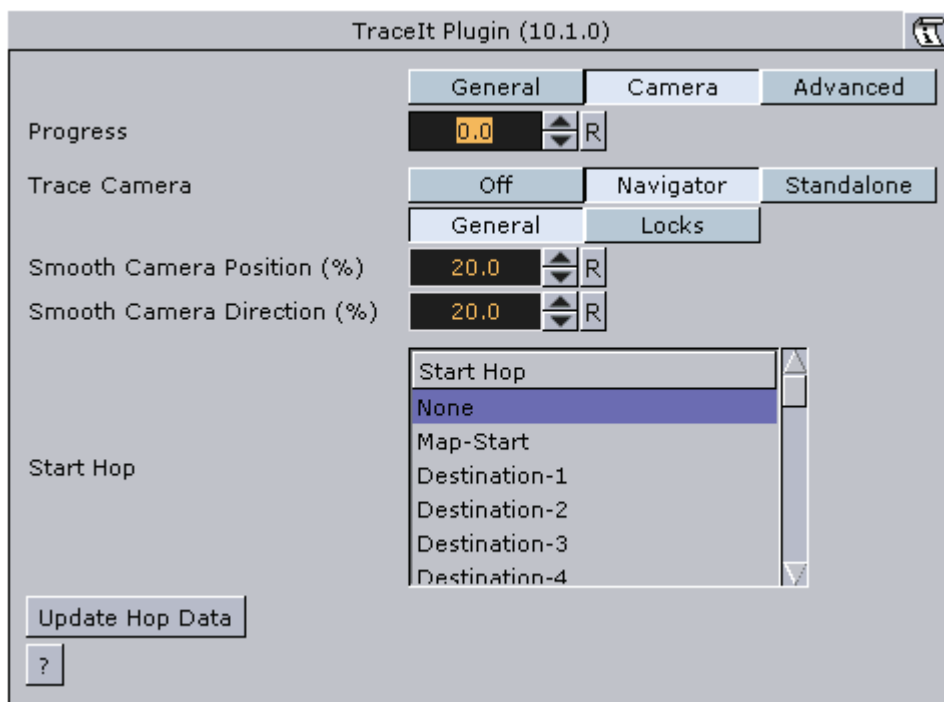 TraceIt Plugin (10.1.0)
General Camera Advanced
Progress 0.0 R
Trace Camera Off Navigator Standalone
General Locks
Smooth Camera Position (%) 20.0 R
Smooth Camera Direction (%) 20.0 R
Start Hop
None
Map-Start
Start Hop Destination-1
Destination-2
Destination-3
Destination-4
Update Hop Data
?